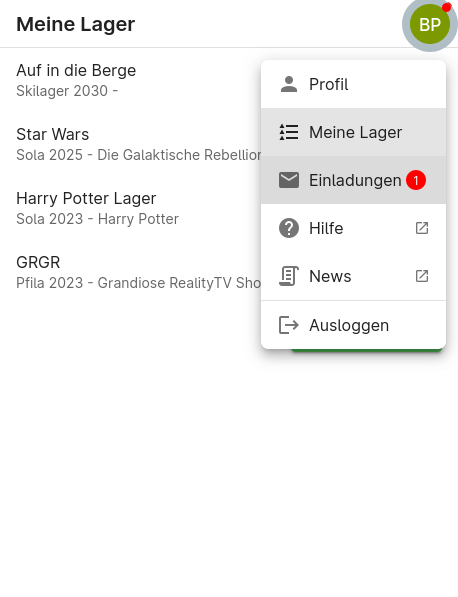 Meine Lager
BP
Auf in die Berge
Skilager 2030 -
Star Wars
Sola 2025 - Die Galaktische Rebellion
Harry Potter Lager
Sola 2023 - Harry Potter
GRGR
Pfila 2023 - Grandiose RealityTV Sho
Profil
Meine Lager
Einladungen 1
Hilfe
News
Ausloggen